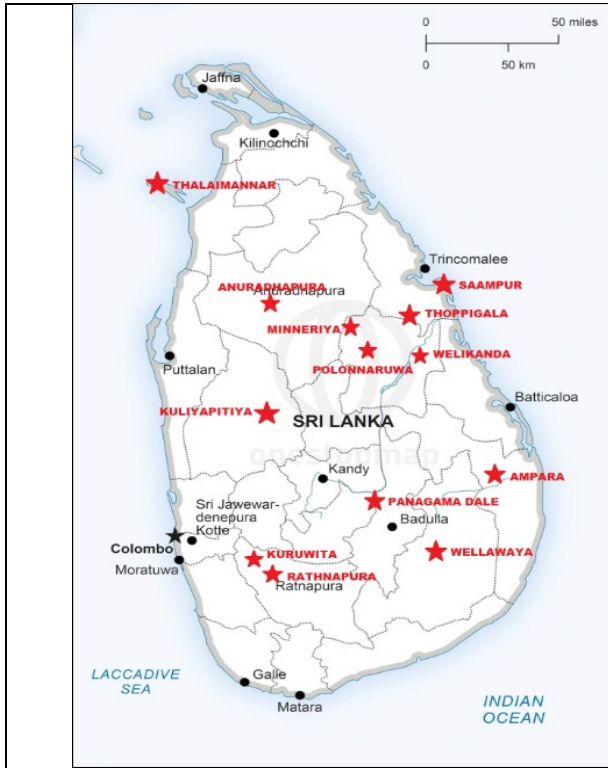 0 50 miles
0 50 km
Jaffna
Kilinochchi
THALAIMANNAR
Trincomalee
SAAMPUR
ANURADHAPURA
Anuradhapura
THOPPIGALA
MINNERIYA
WELIKANDA
POLONNARUWA
Puttalan
Batticaloa
KULIYAPITIYA
SRI LANKA
onestopmap
Kandy
AMPARA
PANAGAMA DALE
Sri Jawewar-
denepura
Kotte
Badulla
Colombo
Moratuwa
KURUWITA
WELLAWAYA
RATHNAPURA
Ratnapura
LACCADIVE
SEA
Galle
Matara
INDIAN
OCEAN